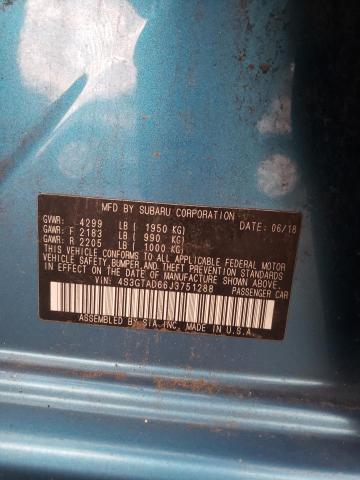 MFD BY SUBARU CORPORATION DATE: 06/18
GVWR: 4299 LB ( 1950 KG)
GAWR: F 2183 LB ( 990 KG)
GAWR: R 2205 LB ( 1000 KG)
THIS VEHICLE CONFORMS TO ALL APPLICABLE FEDERAL MOTOR
VEHICLE SAFETY, BUMPER, AND THEFT PREVENTION STANDARDS
IN EFFECT ON THE DATE OF MANUFACTURE SHOWN ABOVE.
VIN: 4S3GTAD66J3751288 PASSENGER CAR
ASSEMBLED BY SIA, INC. MADE IN U.S.A.